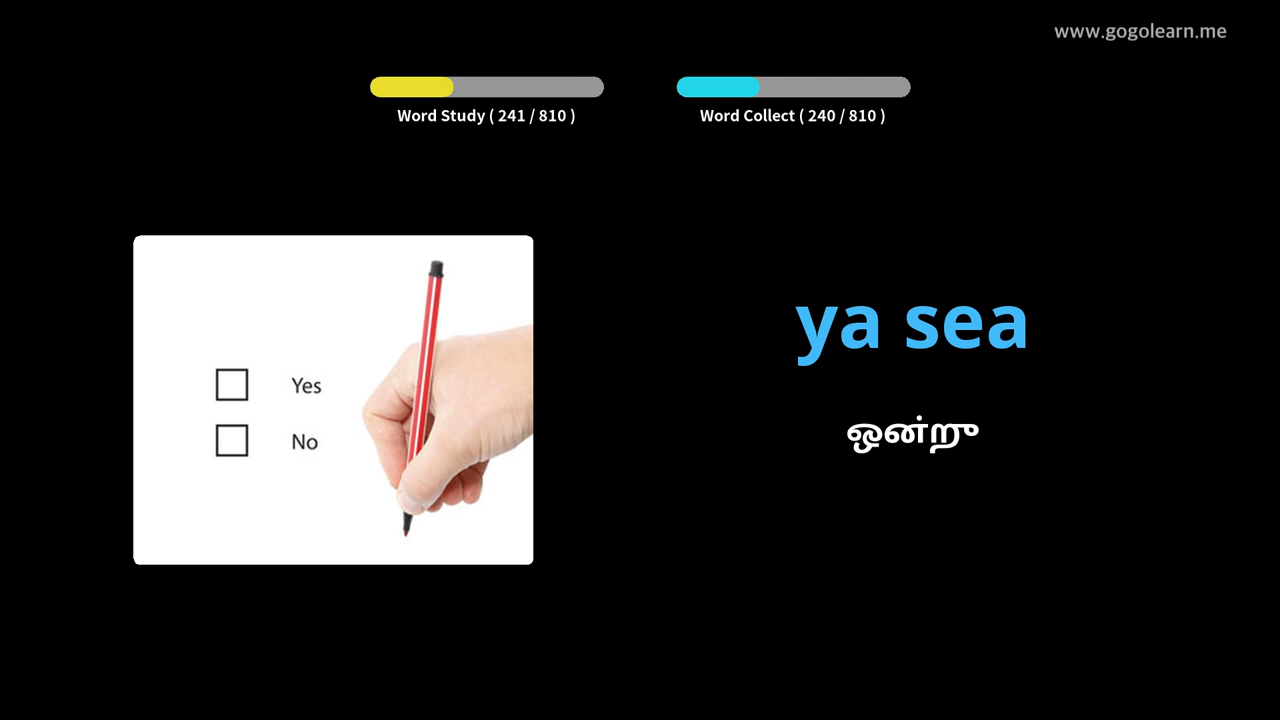 www.gogolearn.me
Word Study ( 241 / 810 )
Word Collect ( 240 / 810 )
Yes
No
ya sea
ஒன்று